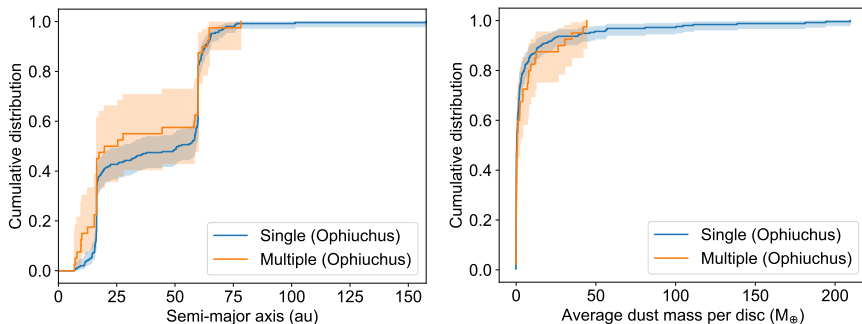 Cumulative distribution
1.0
0.8
0.6
0.4
0.2
0.0
Single (Ophiuchus)
Multiple (Ophiuchus)
0 25 50 75 100 125 150
Semi-major axis (au)
Cumulative distribution
1.0
0.8
0.6
0.4
0.2
0.0
Single (Ophiuchus)
Multiple (Ophiuchus)
0 50 100 150 200
Average dust mass per disc (M⊕)